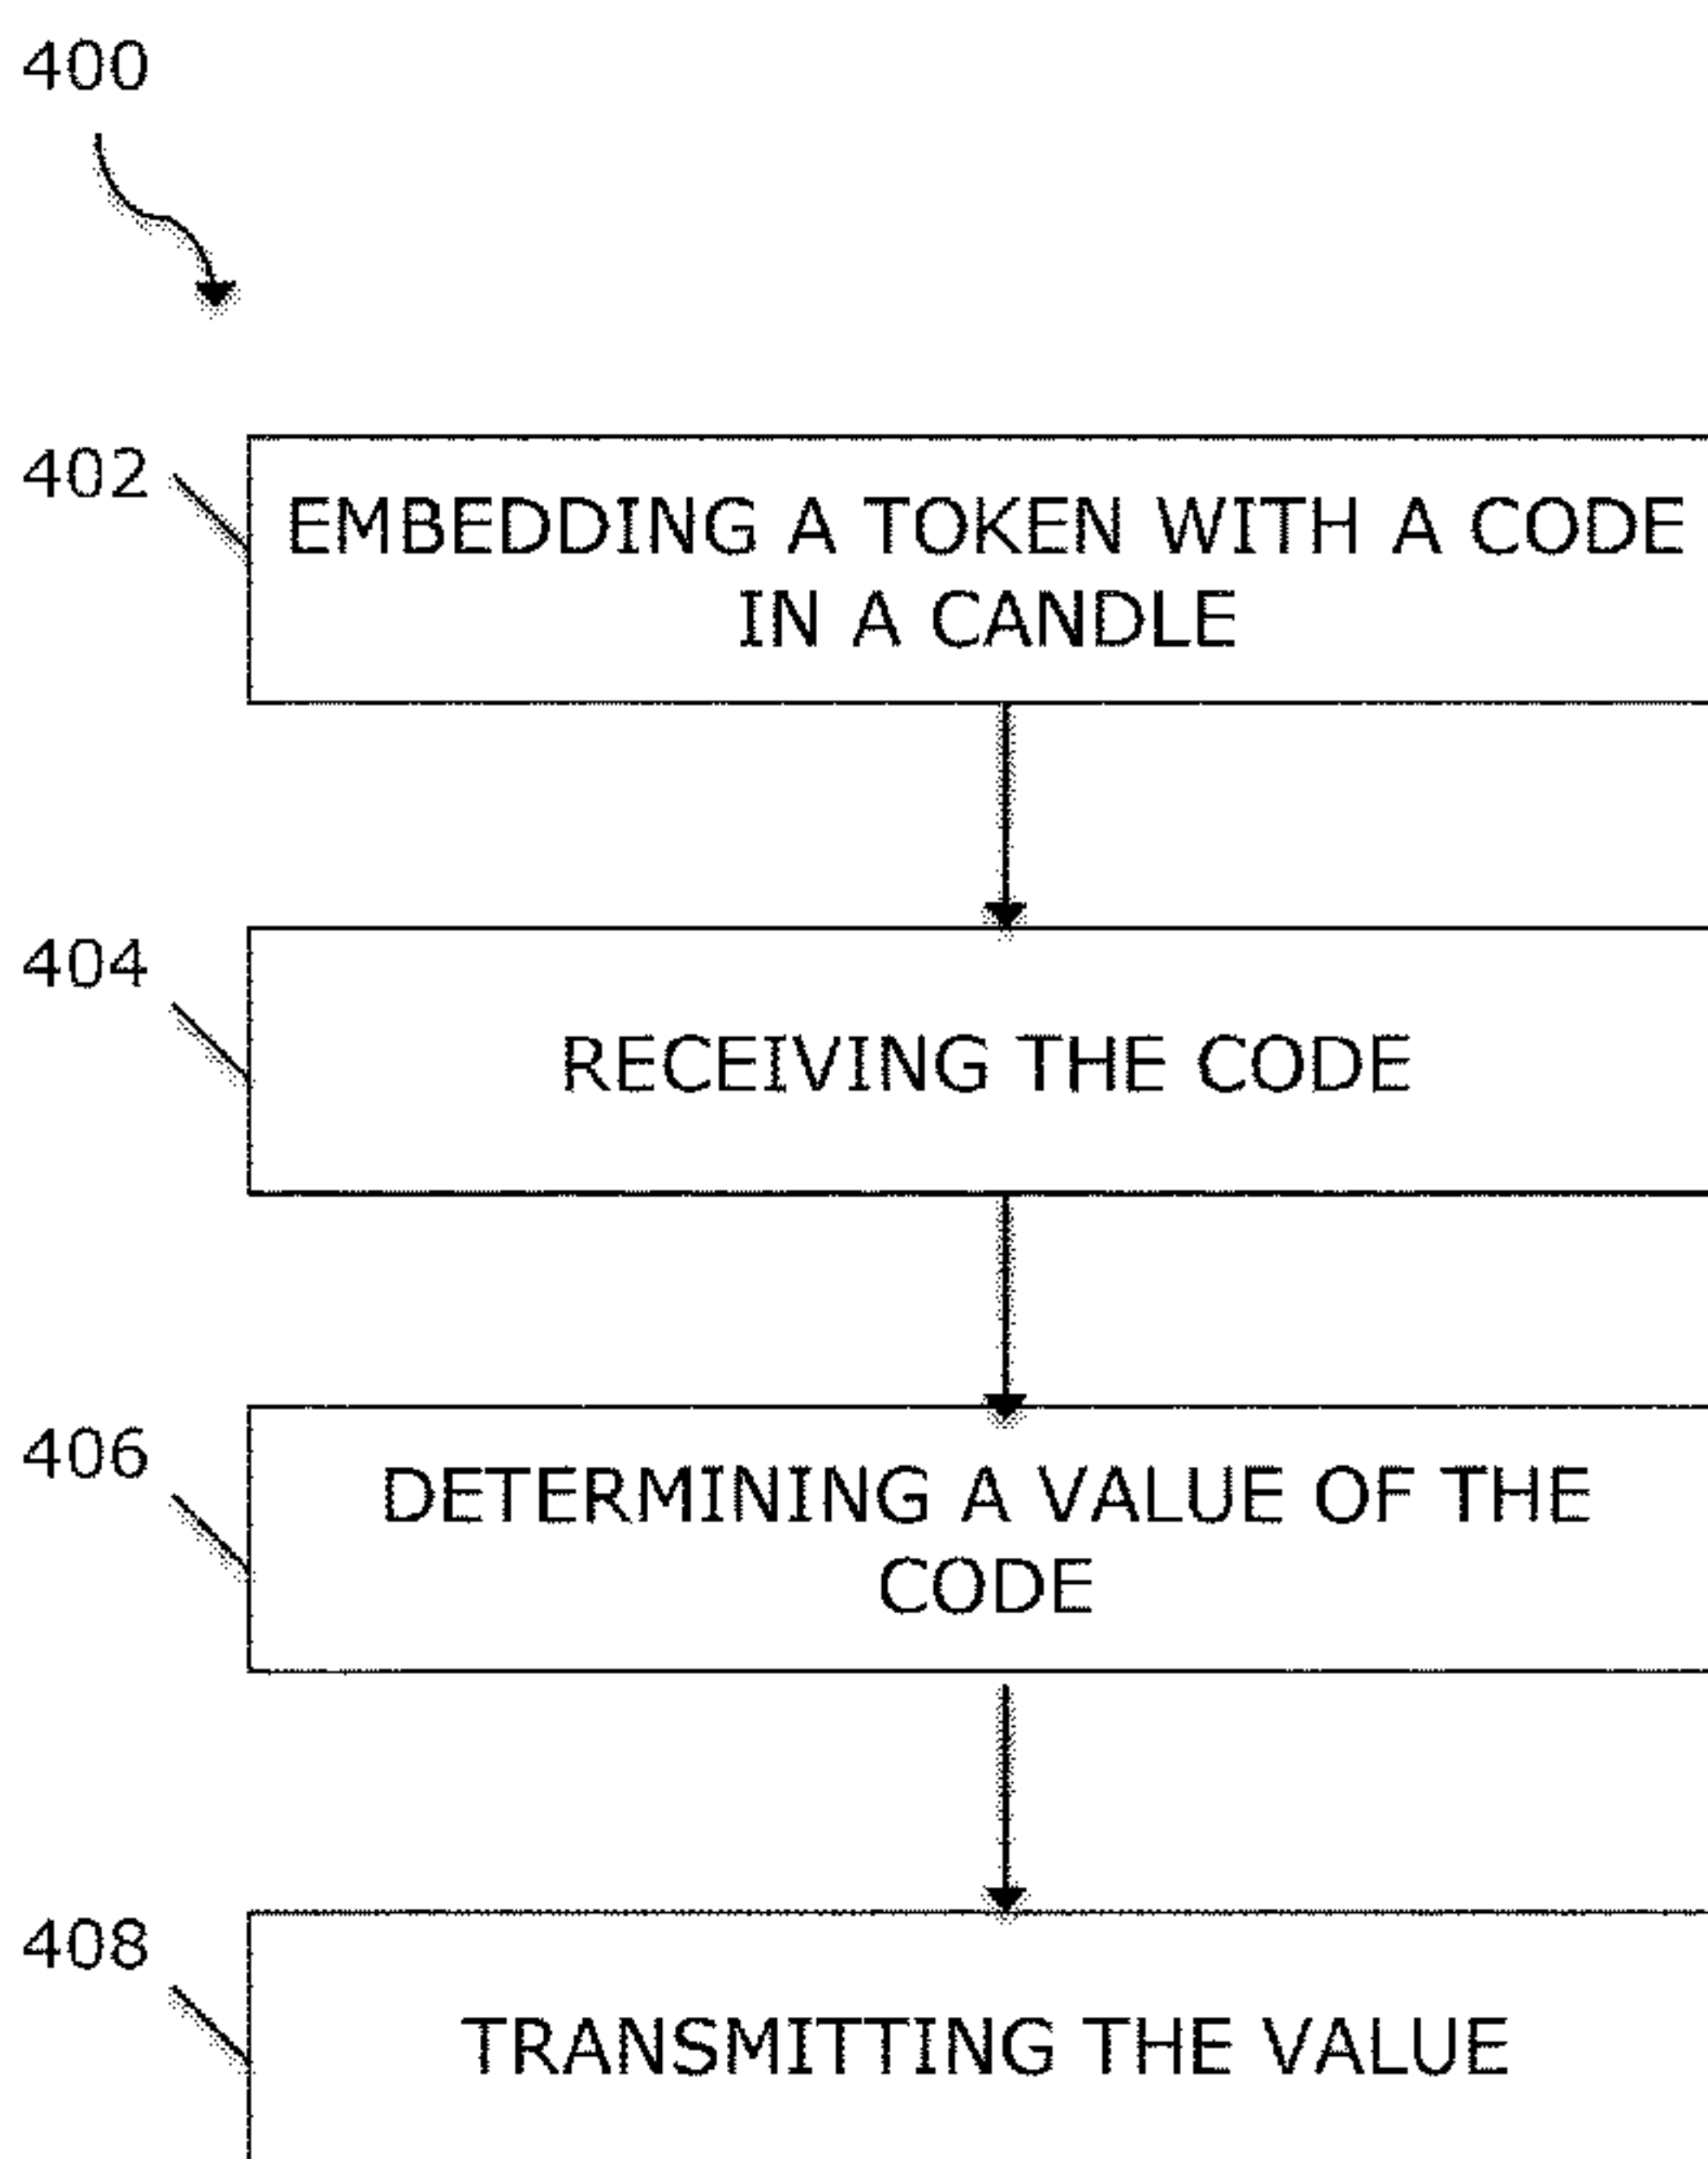 400
402
EMBEDDING A TOKEN WITH A CODE
IN A CANDLE
404
RECEIVING THE CODE
406
DETERMINING A VALUE OF THE
CODE
408
TRANSMITTING THE VALUE